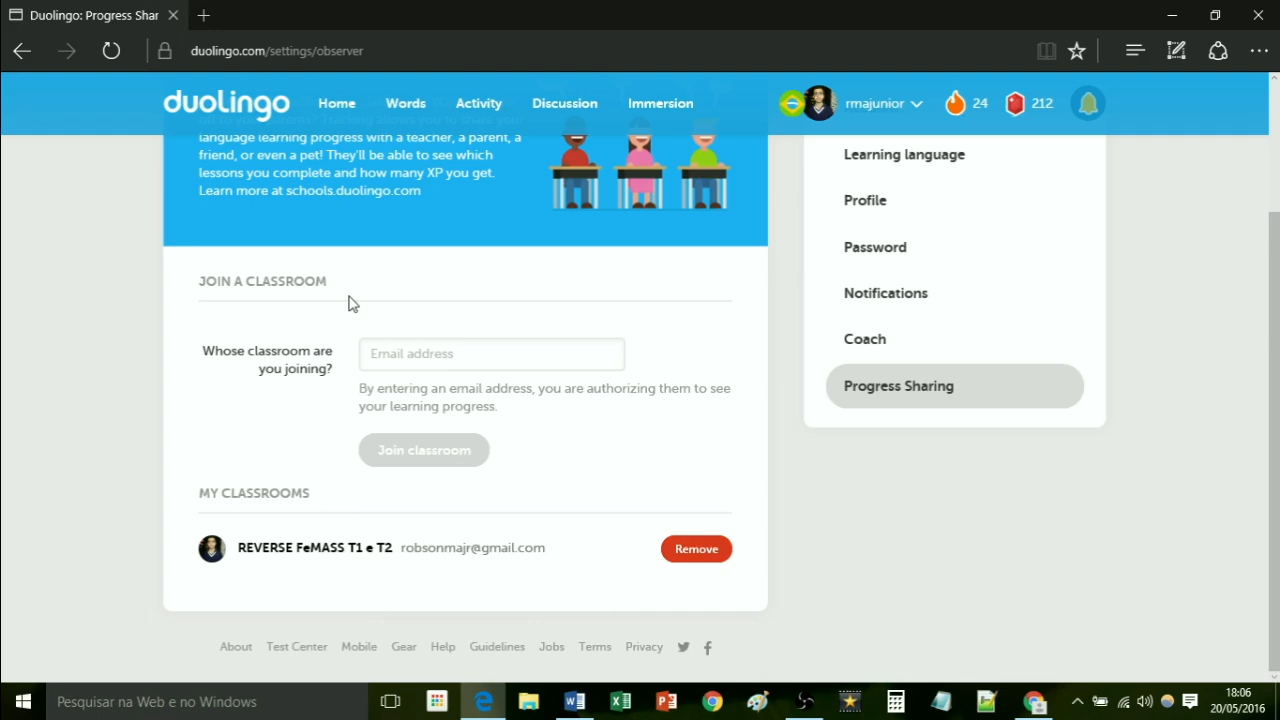 Duolingo: Progress Shar
duolingo.com/settings/observer
duolingo
Home
Words
Activity
Discussion
Immersion
rmajunior
24
212
language learning progress with a teacher, a parent, a
friend, or even a pet! They'll be able to see which
lessons you complete and how many XP you get.
Learn more at schools.duolingo.com
JOIN A CLASSROOM
Whose classroom are
you joining?
Email address
By entering an email address, you are authorizing them to see
your learning progress.
Join classroom
MY CLASSROOMS
REVERSE FeMASS T1 e T2 robsonmajr@gmail.com
Remove
Learning language
Profile
Password
Notifications
Coach
Progress Sharing
About Test Center Mobile Gear Help Guidelines Jobs Terms Privacy
Pesquisar na Web e no Windows
18:06
20/05/2016